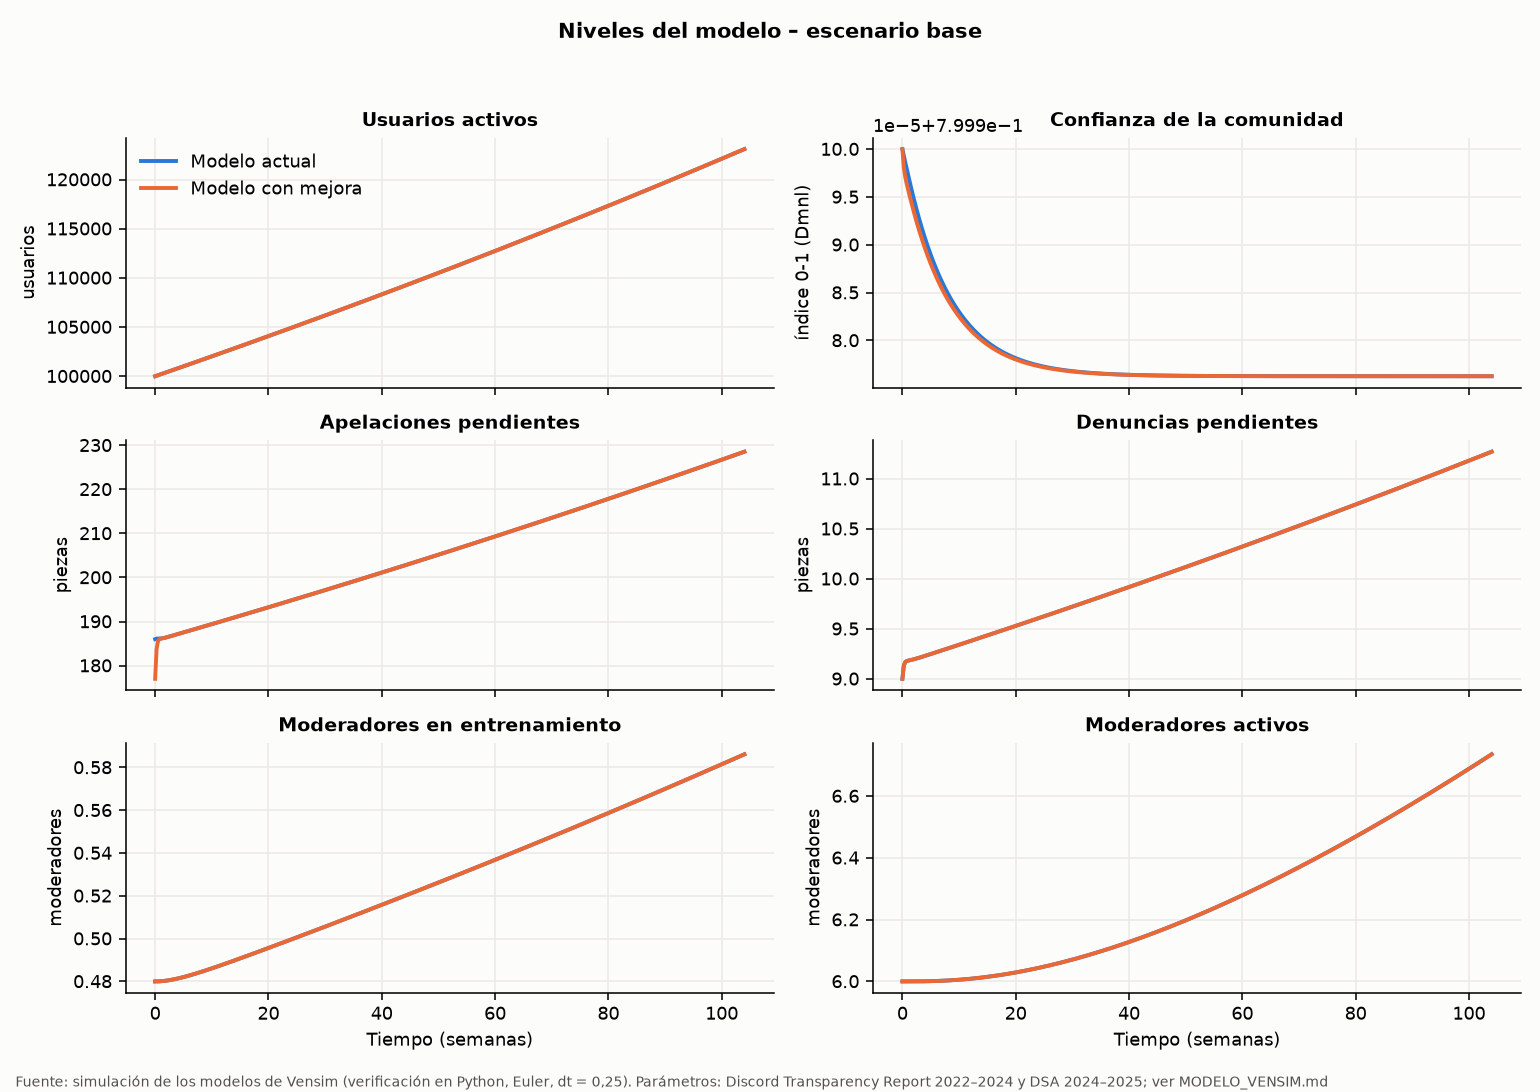 Niveles del modelo – escenario base
Usuarios activos
usuarios
120000
115000
110000
105000
100000
Modelo actual
Modelo con mejora
1e−5+7.999e−1
Confianza de la comunidad
índice 0-1 (Dmnl)
10.0
9.5
9.0
8.5
8.0
Apelaciones pendientes
piezas
230
220
210
200
190
180
Denuncias pendientes
piezas
11.0
10.5
10.0
9.5
9.0
Moderadores en entrenamiento
moderadores
0.58
0.56
0.54
0.52
0.50
0.48
0 20 40 60 80 100
Tiempo (semanas)
Moderadores activos
moderadores
6.6
6.4
6.2
6.0
0 20 40 60 80 100
Tiempo (semanas)
Fuente: simulación de los modelos de Vensim (verificación en Python, Euler, dt = 0,25). Parámetros: Discord Transparency Report 2022–2024 y DSA 2024–2025; ver MODELO_VENSIM.md